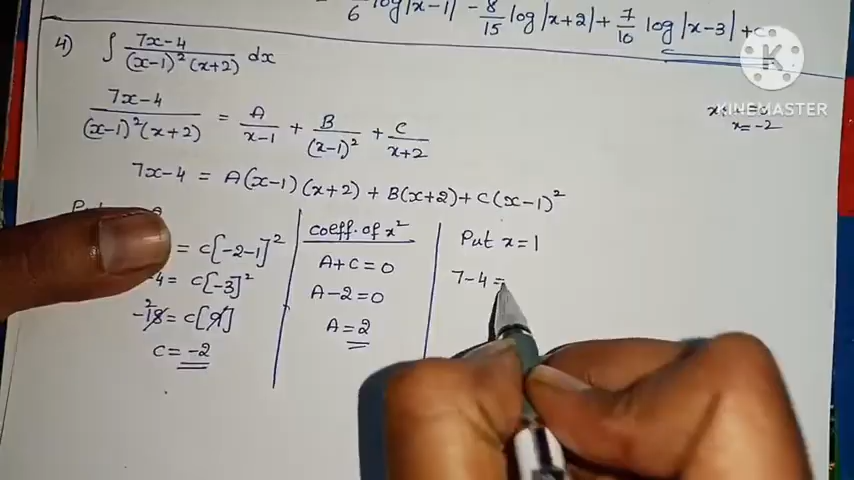 6 log|x-1| - 8/15 log|x+2| + 7/10 log|x-3| +
4) ∫ 7x-4/(x-1)²(x+2) dx
7x-4/(x-1)²(x+2) = A/x-1 + B/(x-1)² + C/x+2
x=-2
7x-4 = A(x-1)(x+2) + B(x+2) + C(x-1)²
= c[-2-1]²
4 = c[-3]²
-18 = c[9]
2
c = -2
coeff. of x²
A+C=0
A-2=0
A=2
Put x=1
7-4=
KINEMASTER